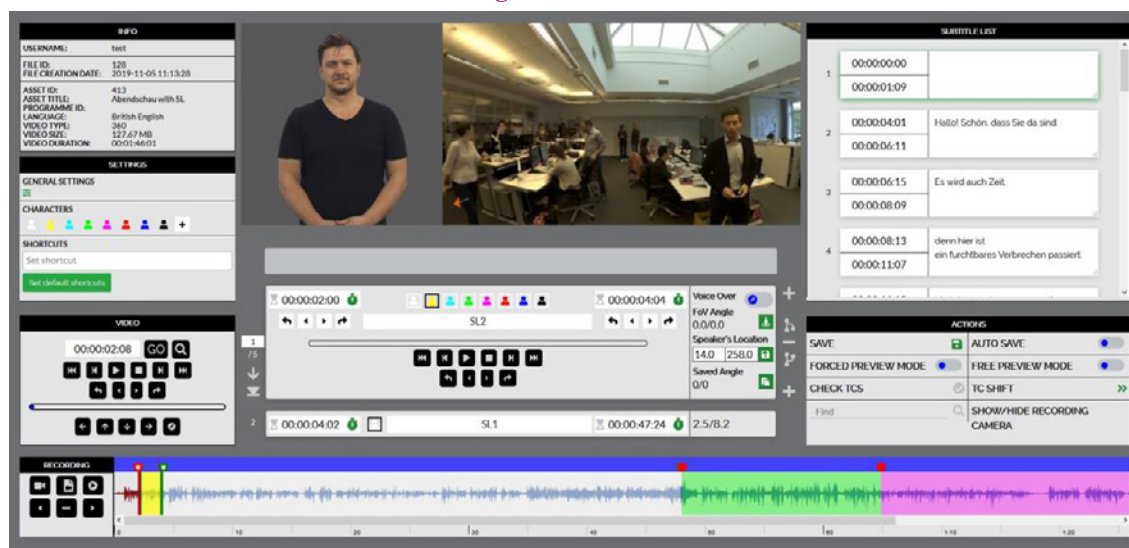 INFO
USERNAME: test
FILE ID: 128
FILE CREATION DATE: 2019-11-05 11:13:28
ASSET ID: 413
ASSET TITLE: Abendschau with SL
PROGRAMME ID:
LANGUAGE: British English
VIDEO TYPE: 360
VIDEO SIZE: 127,67 MB
VIDEO DURATION: 00:01:46:01
SETTINGS
GENERAL SETTINGS
CHARACTERS
+
SHORTCUTS
Set shortcut
Set default shortcuts
VIDEO
00:00:02:08 GO
SUBTITLE LIST
1
00:00:00:00
00:00:01:09
2
00:00:04:01 Hallo! Schön, dass Sie da sind.
00:00:06:11
3
00:00:06:15 Es wird auch Zeit.
00:00:08:09
4
00:00:08:13 denn hier ist
ein furchtbares Verbrechen passiert.
00:00:11:07
1
/5
00:00:02:00 00:00:04:04
SL2
Voice Over
FoV Angle
0.0/0.0
Speaker's Location
14.0 258.0
Saved Angle
0/0
2 00:00:04:02 SL1 00:00:47:24 2.5/8.2
ACTIONS
SAVE AUTO SAVE
FORCED PREVIEW MODE FREE PREVIEW MODE
CHECK TCS TC SHIFT
Find SHOW/HIDE RECORDING
CAMERA
RECORDING
0 10 20 30 40 1:10 1:20